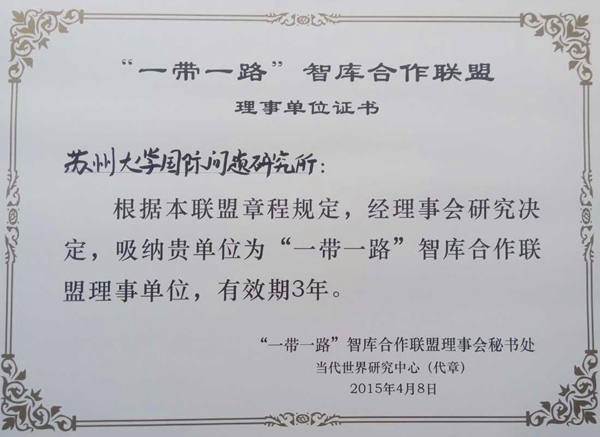 “一带一路”智库合作联盟
理事单位证书
苏州大学国际问题研究所：
根据本联盟章程规定，经理事会研究决
定，吸纳贵单位为“一带一路”智库合作联
盟理事单位，有效期3年。
“一带一路”智库合作联盟理事会秘书处
当代世界研究中心（代章）
2015年4月8日